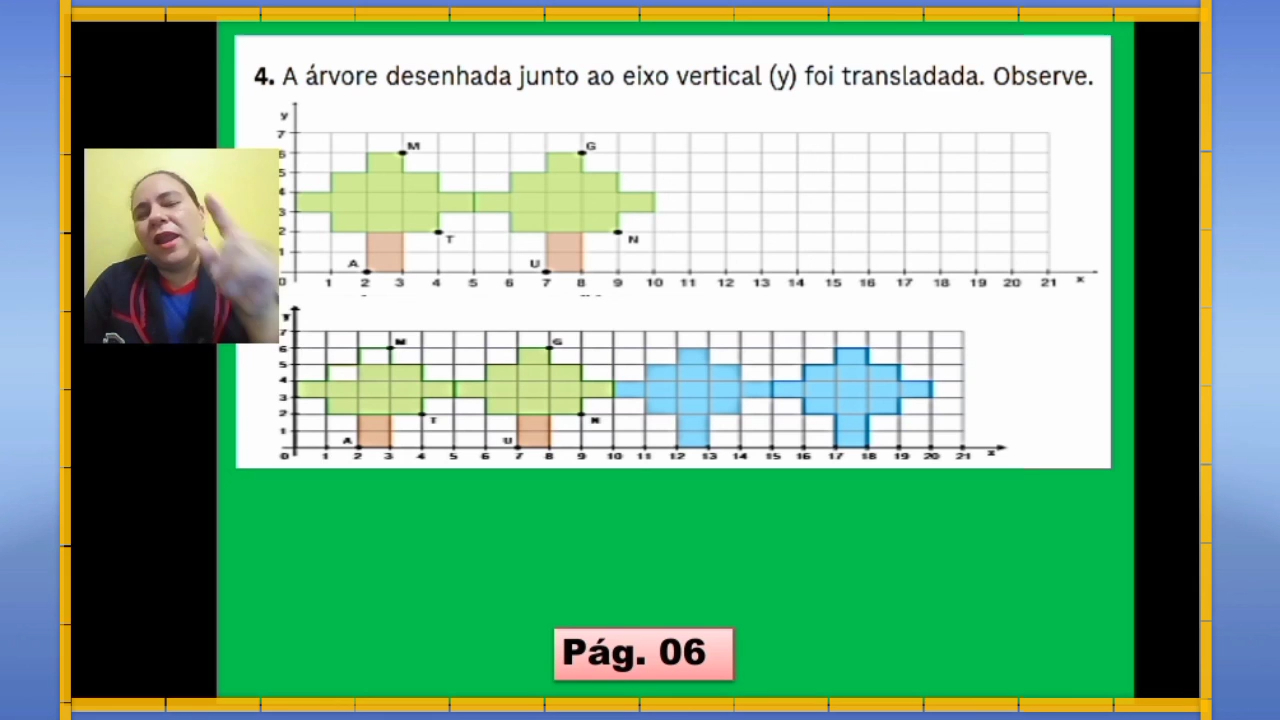 4. A árvore desenhada junto ao eixo vertical (y) foi transladada. Observe.
y
7
6 M G
5
4
3
2 T N
1
A U
0 1 2 3 4 5 6 7 8 9 10 11 12 13 14 15 16 17 18 19 20 21 x
y
7
6 M G
5
4
3
2 T N
1 A U
0 1 2 3 4 5 6 7 8 9 10 11 12 13 14 15 16 17 18 19 20 21 x
Pág. 06